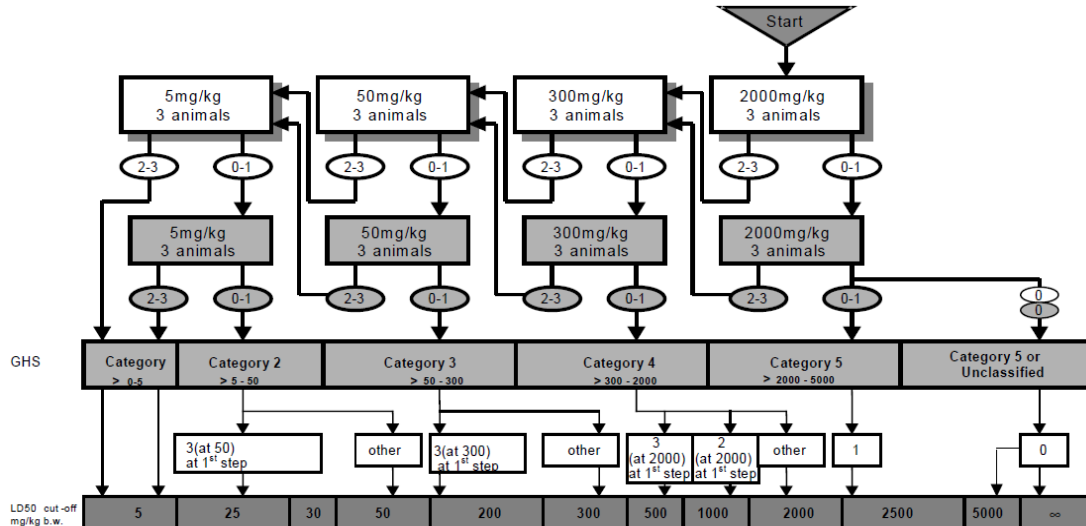 Start
5mg/kg
3 animals
50mg/kg
3 animals
300mg/kg
3 animals
2000mg/kg
3 animals
2-3
0-1
2-3
0-1
2-3
0-1
2-3
0-1
5mg/kg
3 animals
50mg/kg
3 animals
300mg/kg
3 animals
2000mg/kg
3 animals
2-3
0-1
2-3
0-1
2-3
0-1
2-3
0-1
0
0
GHS
Category
> 0-5
Category 2
> 5 - 50
Category 3
> 50 - 300
Category 4
> 300 - 2000
Category 5
> 2000 - 5000
Category 5 or
Unclassified
3(at 50)
at 1st step
other
3(at 300)
at 1st step
other
3
(at 2000)
at 1st step
2
(at 2000)
at 1st step
other
1
0
LD50 cut-off
mg/kg b.w.
5
25
30
50
200
300
500
1000
2000
2500
5000
∞